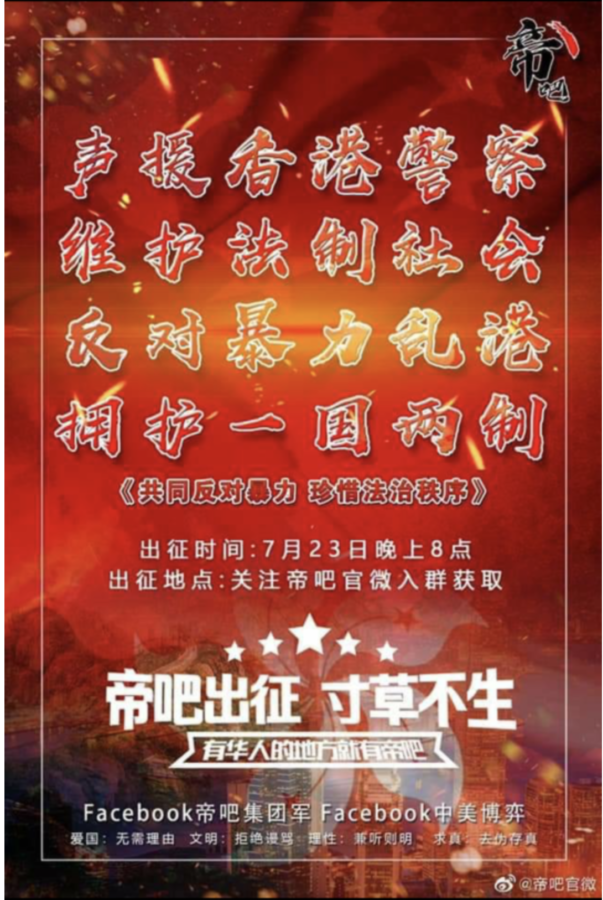 帝吧
声援香港警察
维护法制社会
反对暴力乱港
拥护一国两制
《共同反对暴力 珍惜法治秩序》
出征时间:7月23日晚上8点
出征地点:关注帝吧官微入群获取
帝吧出征 寸草不生
有华人的地方就有帝吧
Facebook帝吧集团军 Facebook中美博弈
爱国：无需理由 文明：拒绝谩骂 理性：兼听则明 求真：去伪存真
@帝吧官微